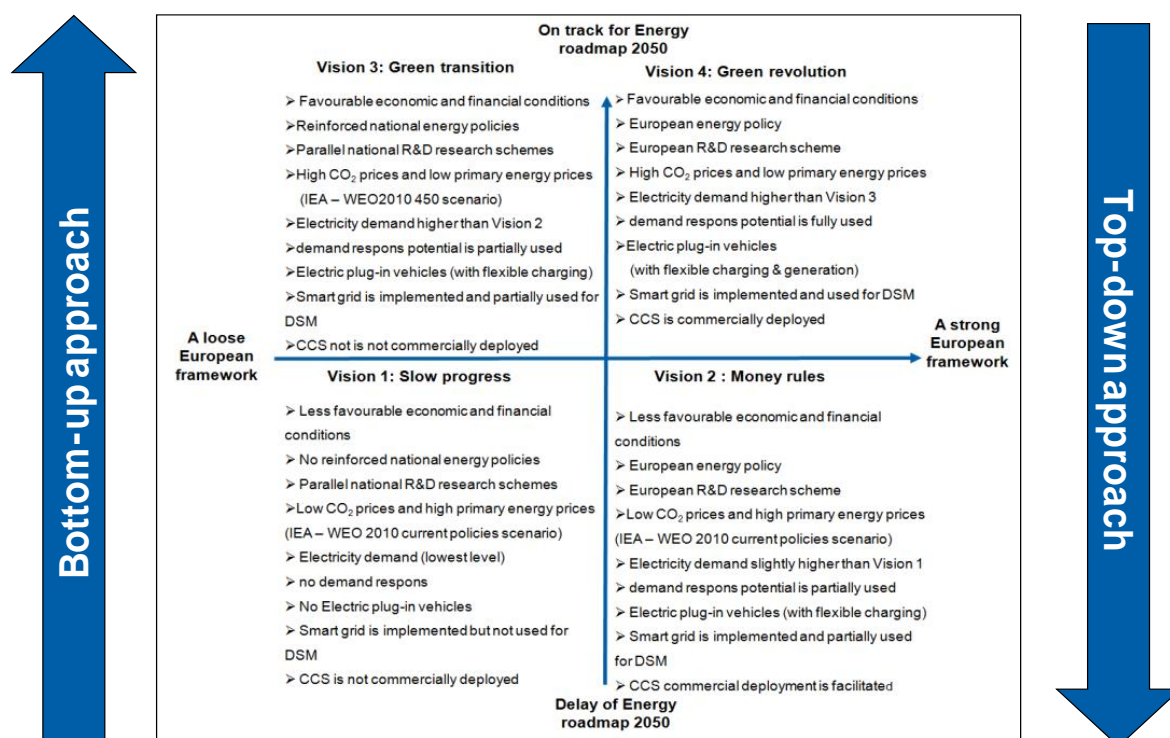 Bottom-up approach
On track for Energy
roadmap 2050
Vision 3: Green transition
➢ Favourable economic and financial conditions
➢Reinforced national energy policies
➢Parallel national R&D research schemes
➢High CO₂ prices and low primary energy prices
(IEA – WEO2010 450 scenario)
➢Electricity demand higher than Vision 2
➢demand respons potential is partially used
➢Electric plug-in vehicles (with flexible charging)
➢Smart grid is implemented and partially used for
DSM
➢CCS not is not commercially deployed
Vision 4: Green revolution
➢ Favourable economic and financial conditions
➢ European energy policy
➢ European R&D research scheme
➢ High CO₂ prices and low primary energy prices
➢ Electricity demand higher than Vision 3
➢ demand respons potential is fully used
➢Electric plug-in vehicles
(with flexible charging & generation)
➢ Smart grid is implemented and used for DSM
➢ CCS is commercially deployed
A loose
European
framework
A strong
European
framework
Vision 1: Slow progress
➢ Less favourable economic and financial
conditions
➢ No reinforced national energy policies
➢ Parallel national R&D research schemes
➢Low CO₂ prices and high primary energy prices
(IEA – WEO 2010 current policies scenario)
➢ Electricity demand (lowest level)
➢ no demand respons
➢ No Electric plug-in vehicles
➢ Smart grid is implemented but not used for
DSM
➢ CCS is not commercially deployed
Vision 2 : Money rules
➢ Less favourable economic and financial
conditions
➢ European energy policy
➢ European R&D research scheme
➢Low CO₂ prices and high primary energy prices
(IEA – WEO 2010 current policies scenario)
➢ Electricity demand slightly higher than Vision 1
➢ demand respons potential is partially used
➢ Electric plug-in vehicles (with flexible charging)
➢ Smart grid is implemented and partially used
for DSM
➢ CCS commercial deployment is facilitated
Delay of Energy
roadmap 2050
Top-down approach